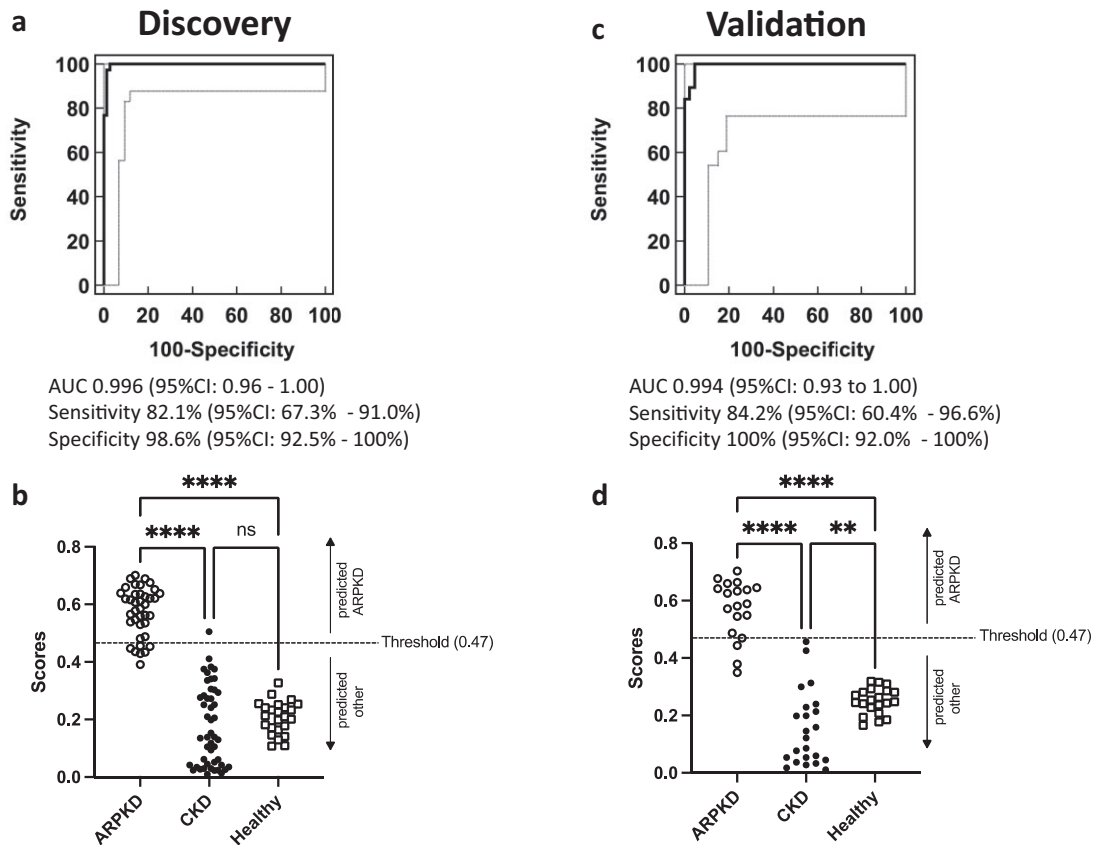 a
Discovery
100
80
60
40
20
0
Sensitivity
0 20 40 60 80 100
100-Specificity
AUC 0.996 (95%CI: 0.96 - 1.00)
Sensitivity 82.1% (95%CI: 67.3% - 91.0%)
Specificity 98.6% (95%CI: 92.5% - 100%)
b
****
**** ns
0.8
0.6
0.4
0.2
0.0
Scores
predicted
ARPKD
Threshold (0.47)
predicted
other
ARPKD
CKD
Healthy
c
Validation
100
80
60
40
20
0
Sensitivity
0 20 40 60 80 100
100-Specificity
AUC 0.994 (95%CI: 0.93 to 1.00)
Sensitivity 84.2% (95%CI: 60.4% - 96.6%)
Specificity 100% (95%CI: 92.0% - 100%)
d
****
**** **
0.8
0.6
0.4
0.2
0.0
Scores
predicted
ARPKD
Threshold (0.47)
predicted
other
ARPKD
CKD
Healthy